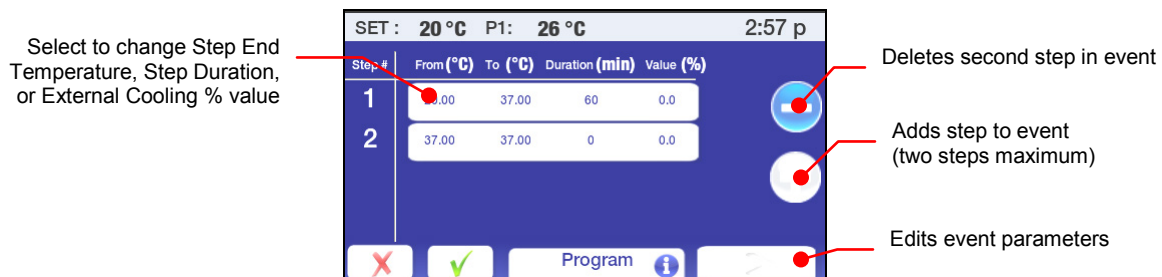 SET : 20 °C P1: 26 °C 2:57 p
Select to change Step End
Temperature, Step Duration,
or External Cooling % value
Step # From (°C) To (°C) Duration (min) Value (%)
1 37.00 60 0.0
2 37.00 37.00 0 0.0
Deletes second step in event
Adds step to event
(two steps maximum)
Edits event parameters
Program i